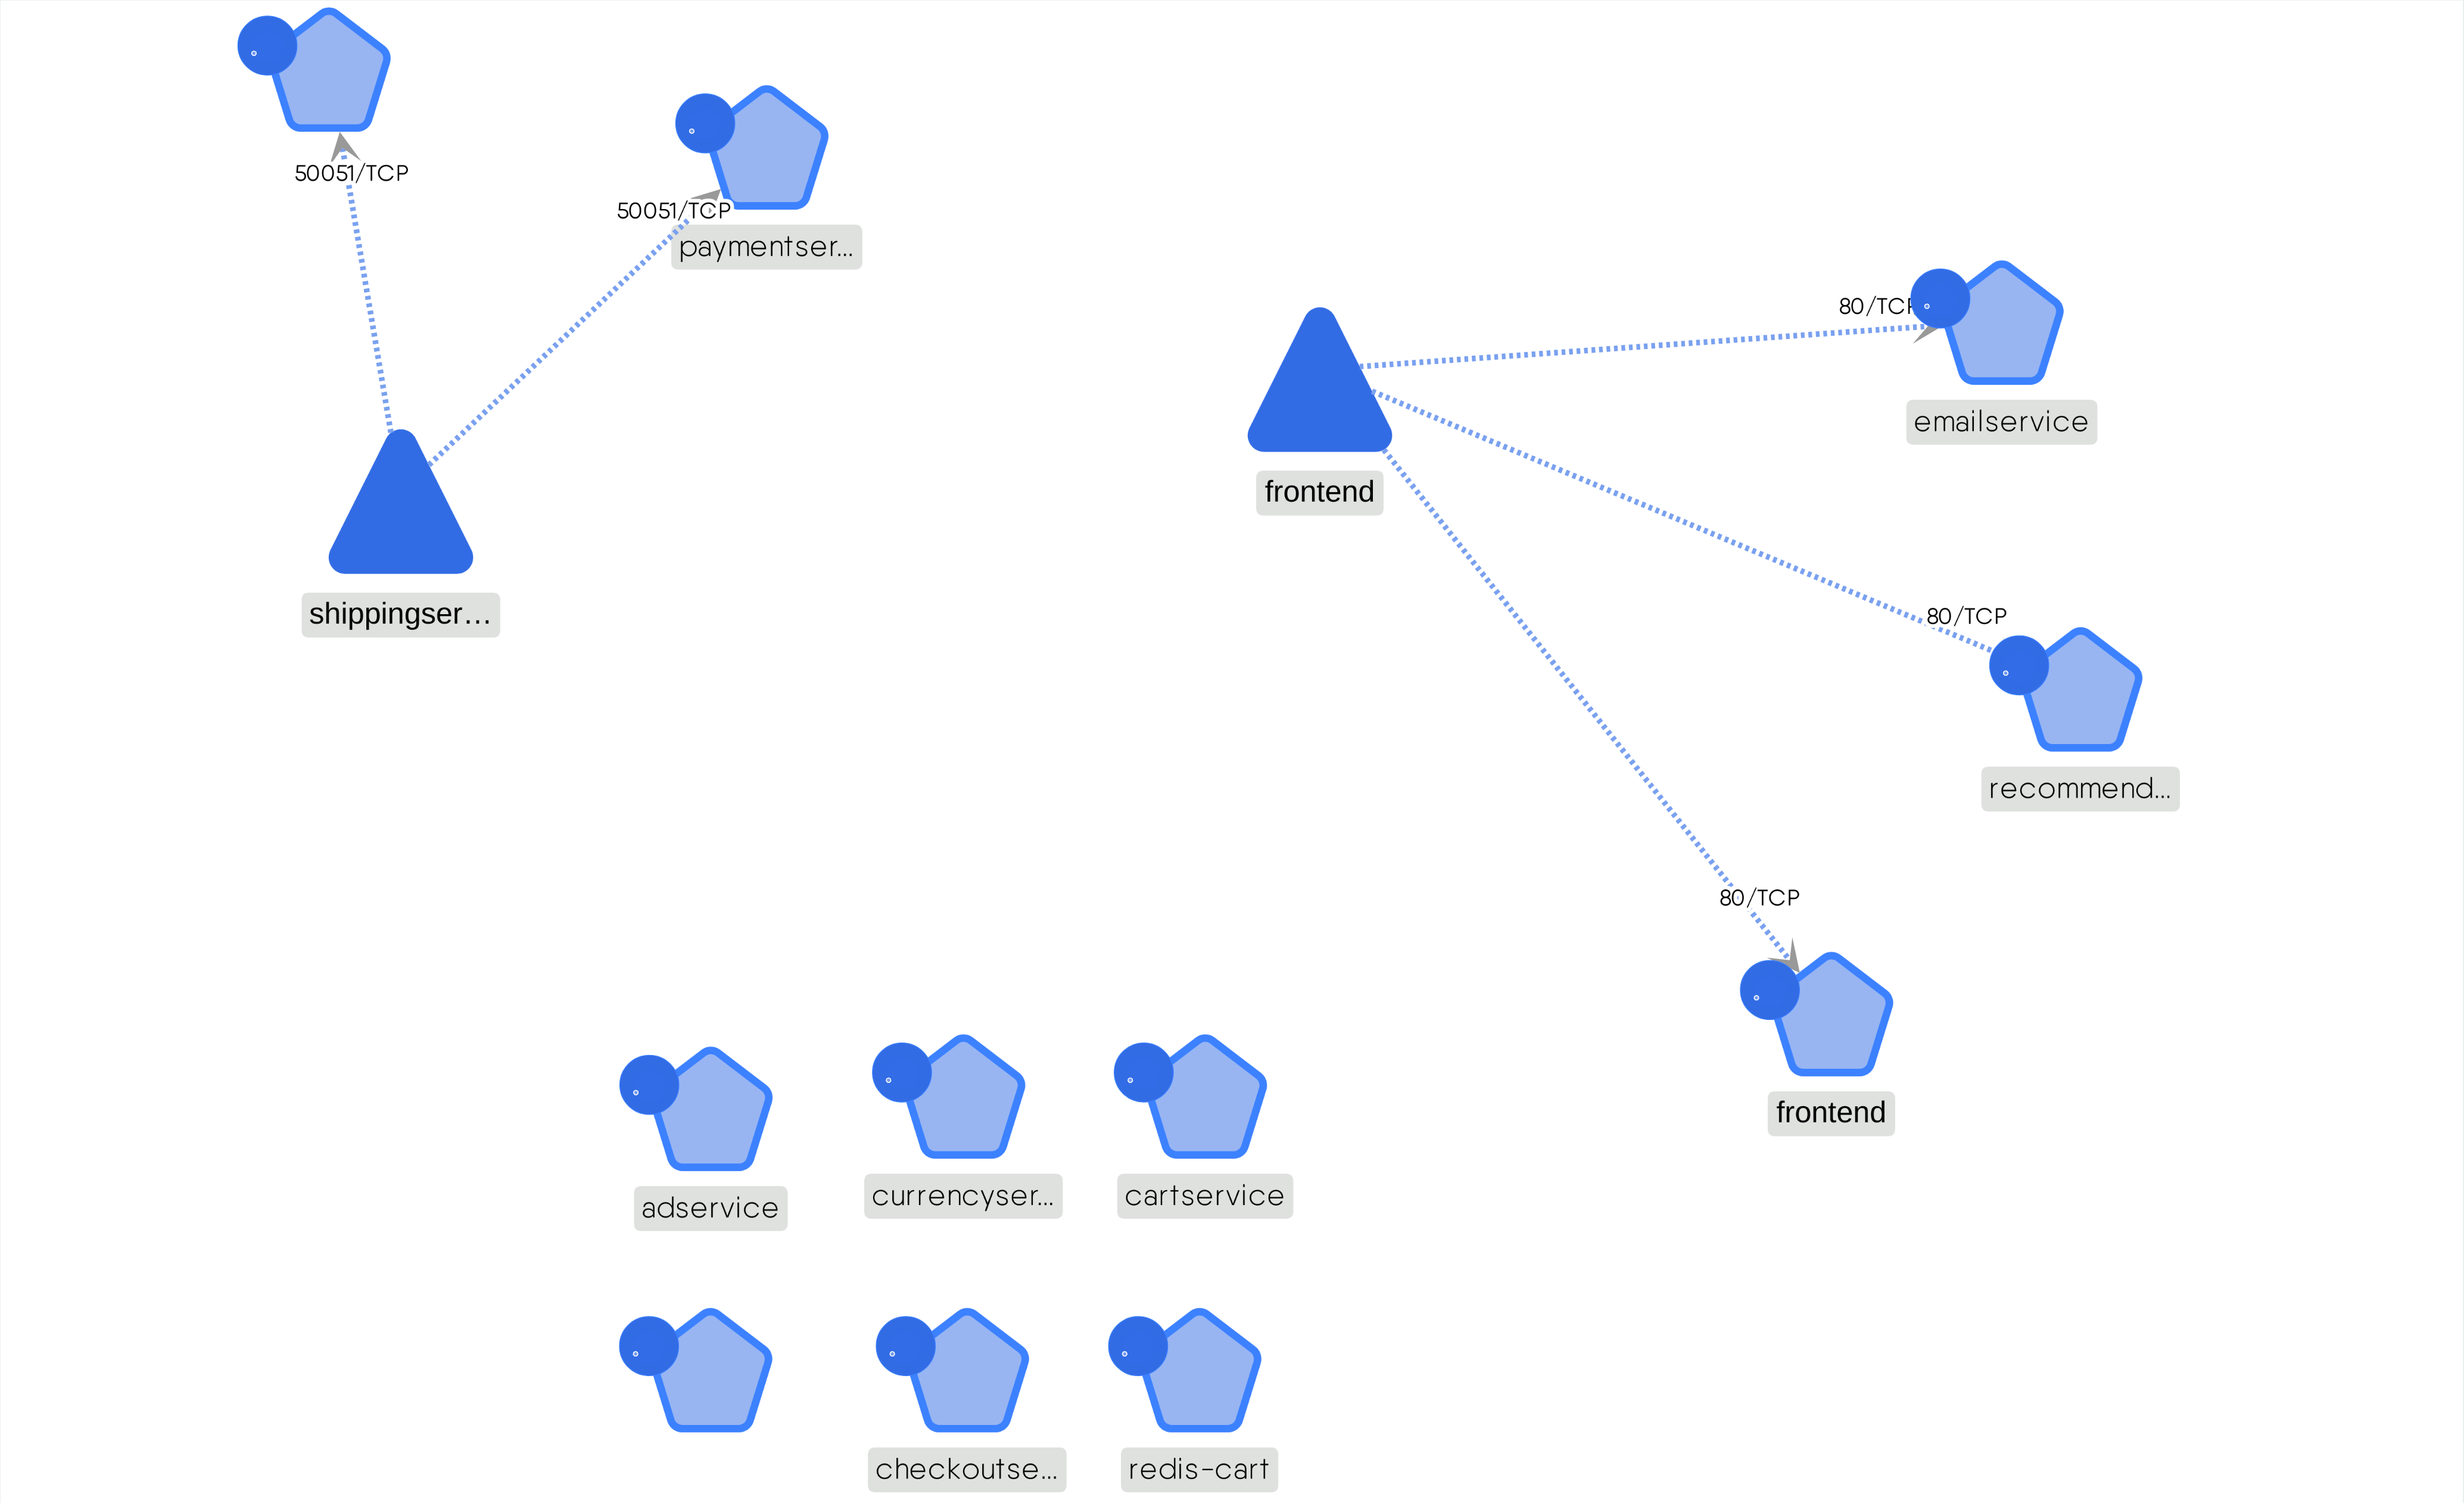 50051/TCP
50051/TCP
paymentser...
80/TCP
emailservice
frontend
shippingser...
80/TCP
recommend...
80/TCP
frontend
adservice
currencyser...
cartservice
checkoutse...
redis-cart